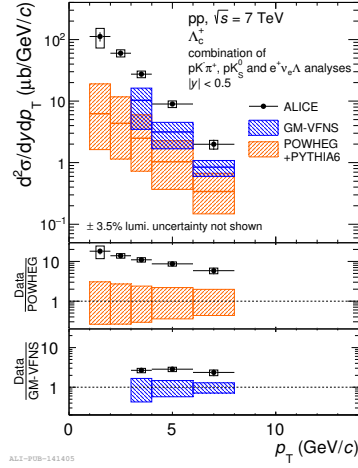 pp, √s = 7 TeV
Λc+
combination of
pK-π+, pK0S and e+νeΛ analyses
|y| < 0.5
ALICE
GM-VFNS
POWHEG
+PYTHIA6
d²σ/dydpT (μb/GeV/c)
10²
10
1
10⁻¹
± 3.5% lumi. uncertainty not shown
Data
POWHEG
10
1
Data
GM-VFNS
10
1
0 5 10
pT (GeV/c)
ALI-PUB-141405